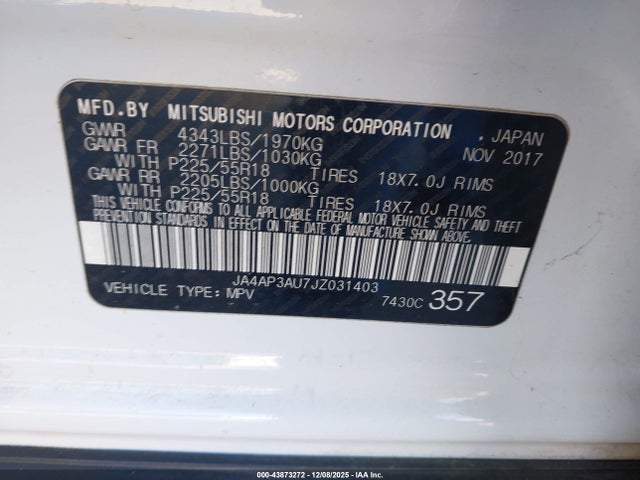 MFD.BY MITSUBISHI MOTORS CORPORATION . JAPAN
GVWR 4343LBS/1970KG NOV 2017
GAWR FR 2271LBS/1030KG
WITH P225/55R18 TIRES 18X7.0J RIMS
GAWR RR 2205LBS/1000KG
WITH P225/55R18 TIRES 18X7.0J RIMS
THIS VEHICLE CONFORMS TO ALL APPLICABLE FEDERAL MOTOR VEHICLE SAFETY AND THEFT
PREVENTION STANDARDS IN EFFECT ON THE DATE OF MANUFACTURE SHOWN ABOVE.
JA4AP3AU7JZ031403
VEHICLE TYPE: MPV 7430C 357
000-43873272 - 12/08/2025 - IAA Inc.